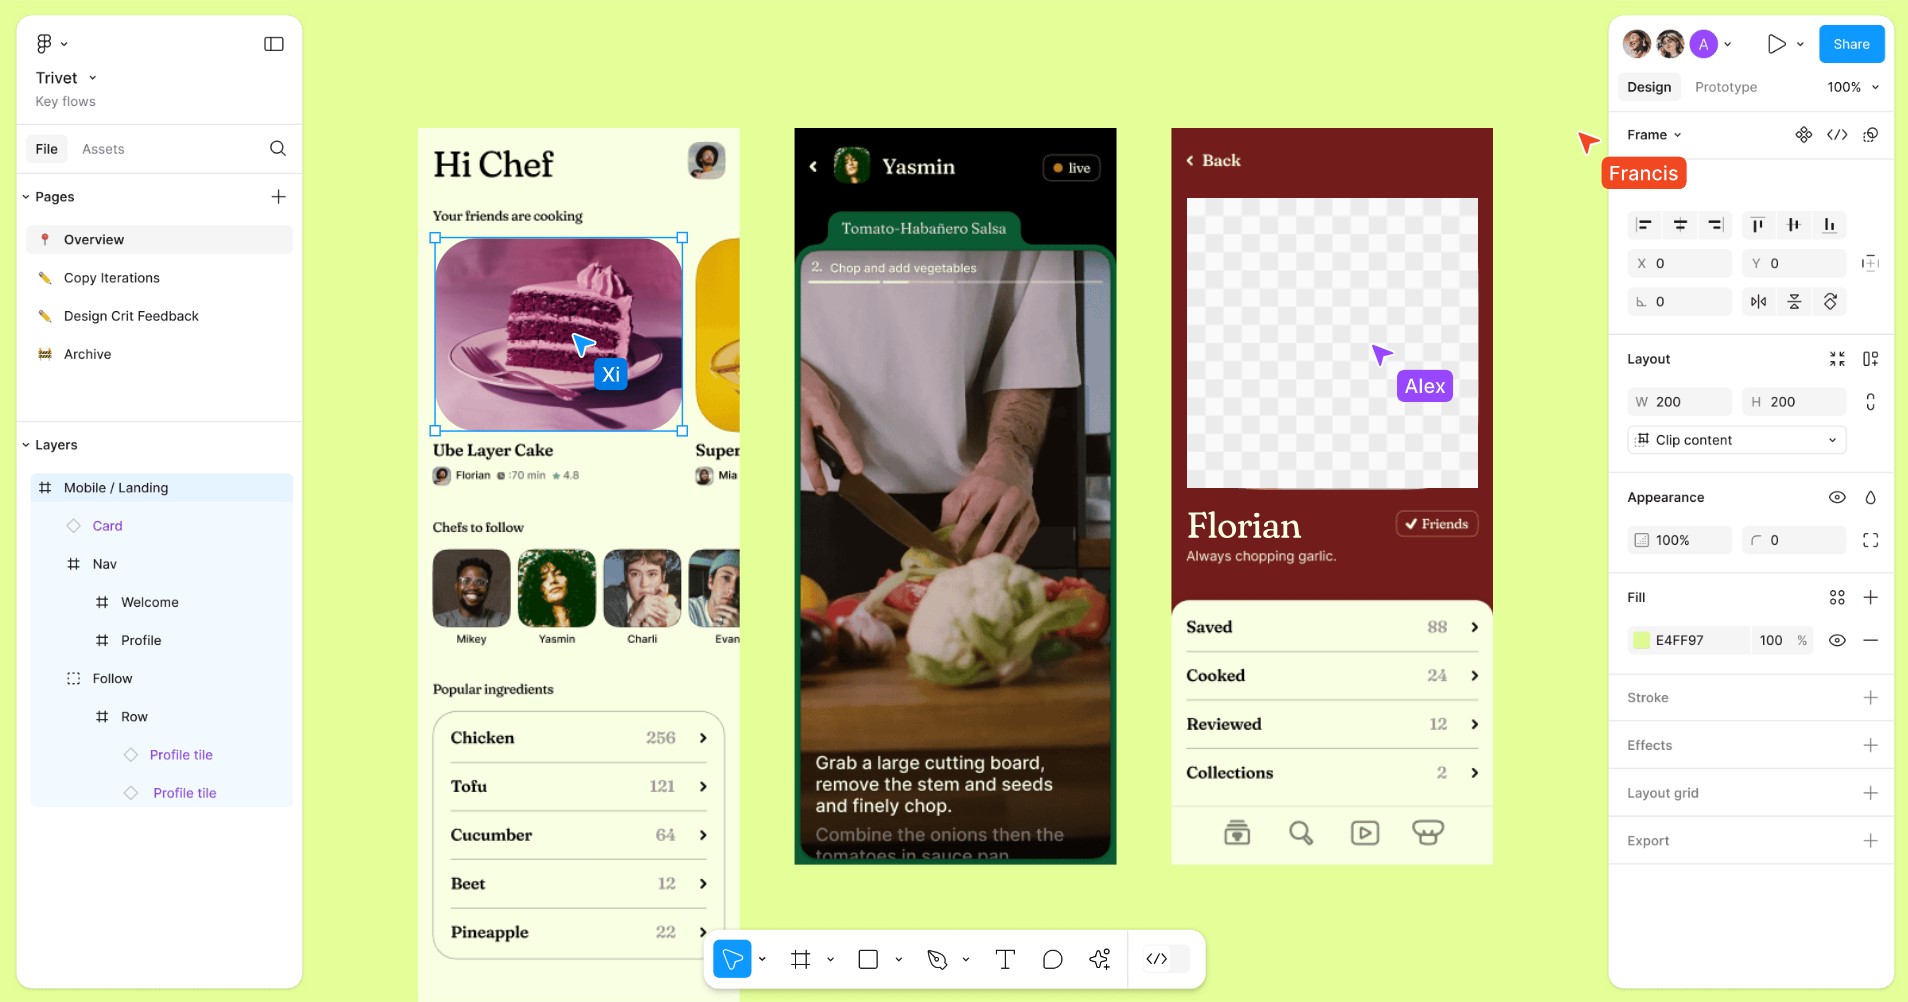 Trivet
Key flows
File
Assets
Pages
Overview
Copy Iterations
Design Crit Feedback
Archive
Layers
Mobile / Landing
Card
Nav
Welcome
Profile
Follow
Row
Profile tile
Profile tile
Hi Chef
Your friends are cooking
Xi
Ube Layer Cake
Florian :70 min 4.8
Super
Mia
Chefs to follow
Mikey
Yasmin
Charli
Evan
Popular ingredients
Chicken 256
Tofu 121
Cucumber 64
Beet 12
Pineapple 22
Yasmin
live
Tomato-Habañero Salsa
2. Chop and add vegetables
Grab a large cutting board,
remove the stem and seeds
and finely chop.
Combine the onions then the
tomatoes in sauce pan
Back
Alex
Florian
Friends
Always chopping garlic.
Saved 88
Cooked 24
Reviewed 12
Collections 2
A
Share
Design
Prototype
100%
Frame
Francis
X 0
Y 0
0
Layout
W 200
H 200
Clip content
Appearance
100%
0
Fill
E4FF97 100 %
Stroke
Effects
Layout grid
Export